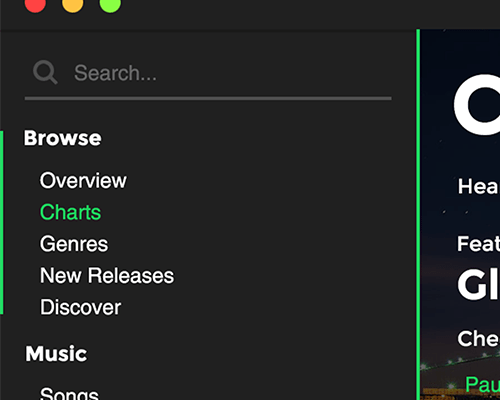 Search...
Browse
Overview
Charts
Genres
New Releases
Discover
Music
Songs
Hea
Feat
Gl
Che
Pau